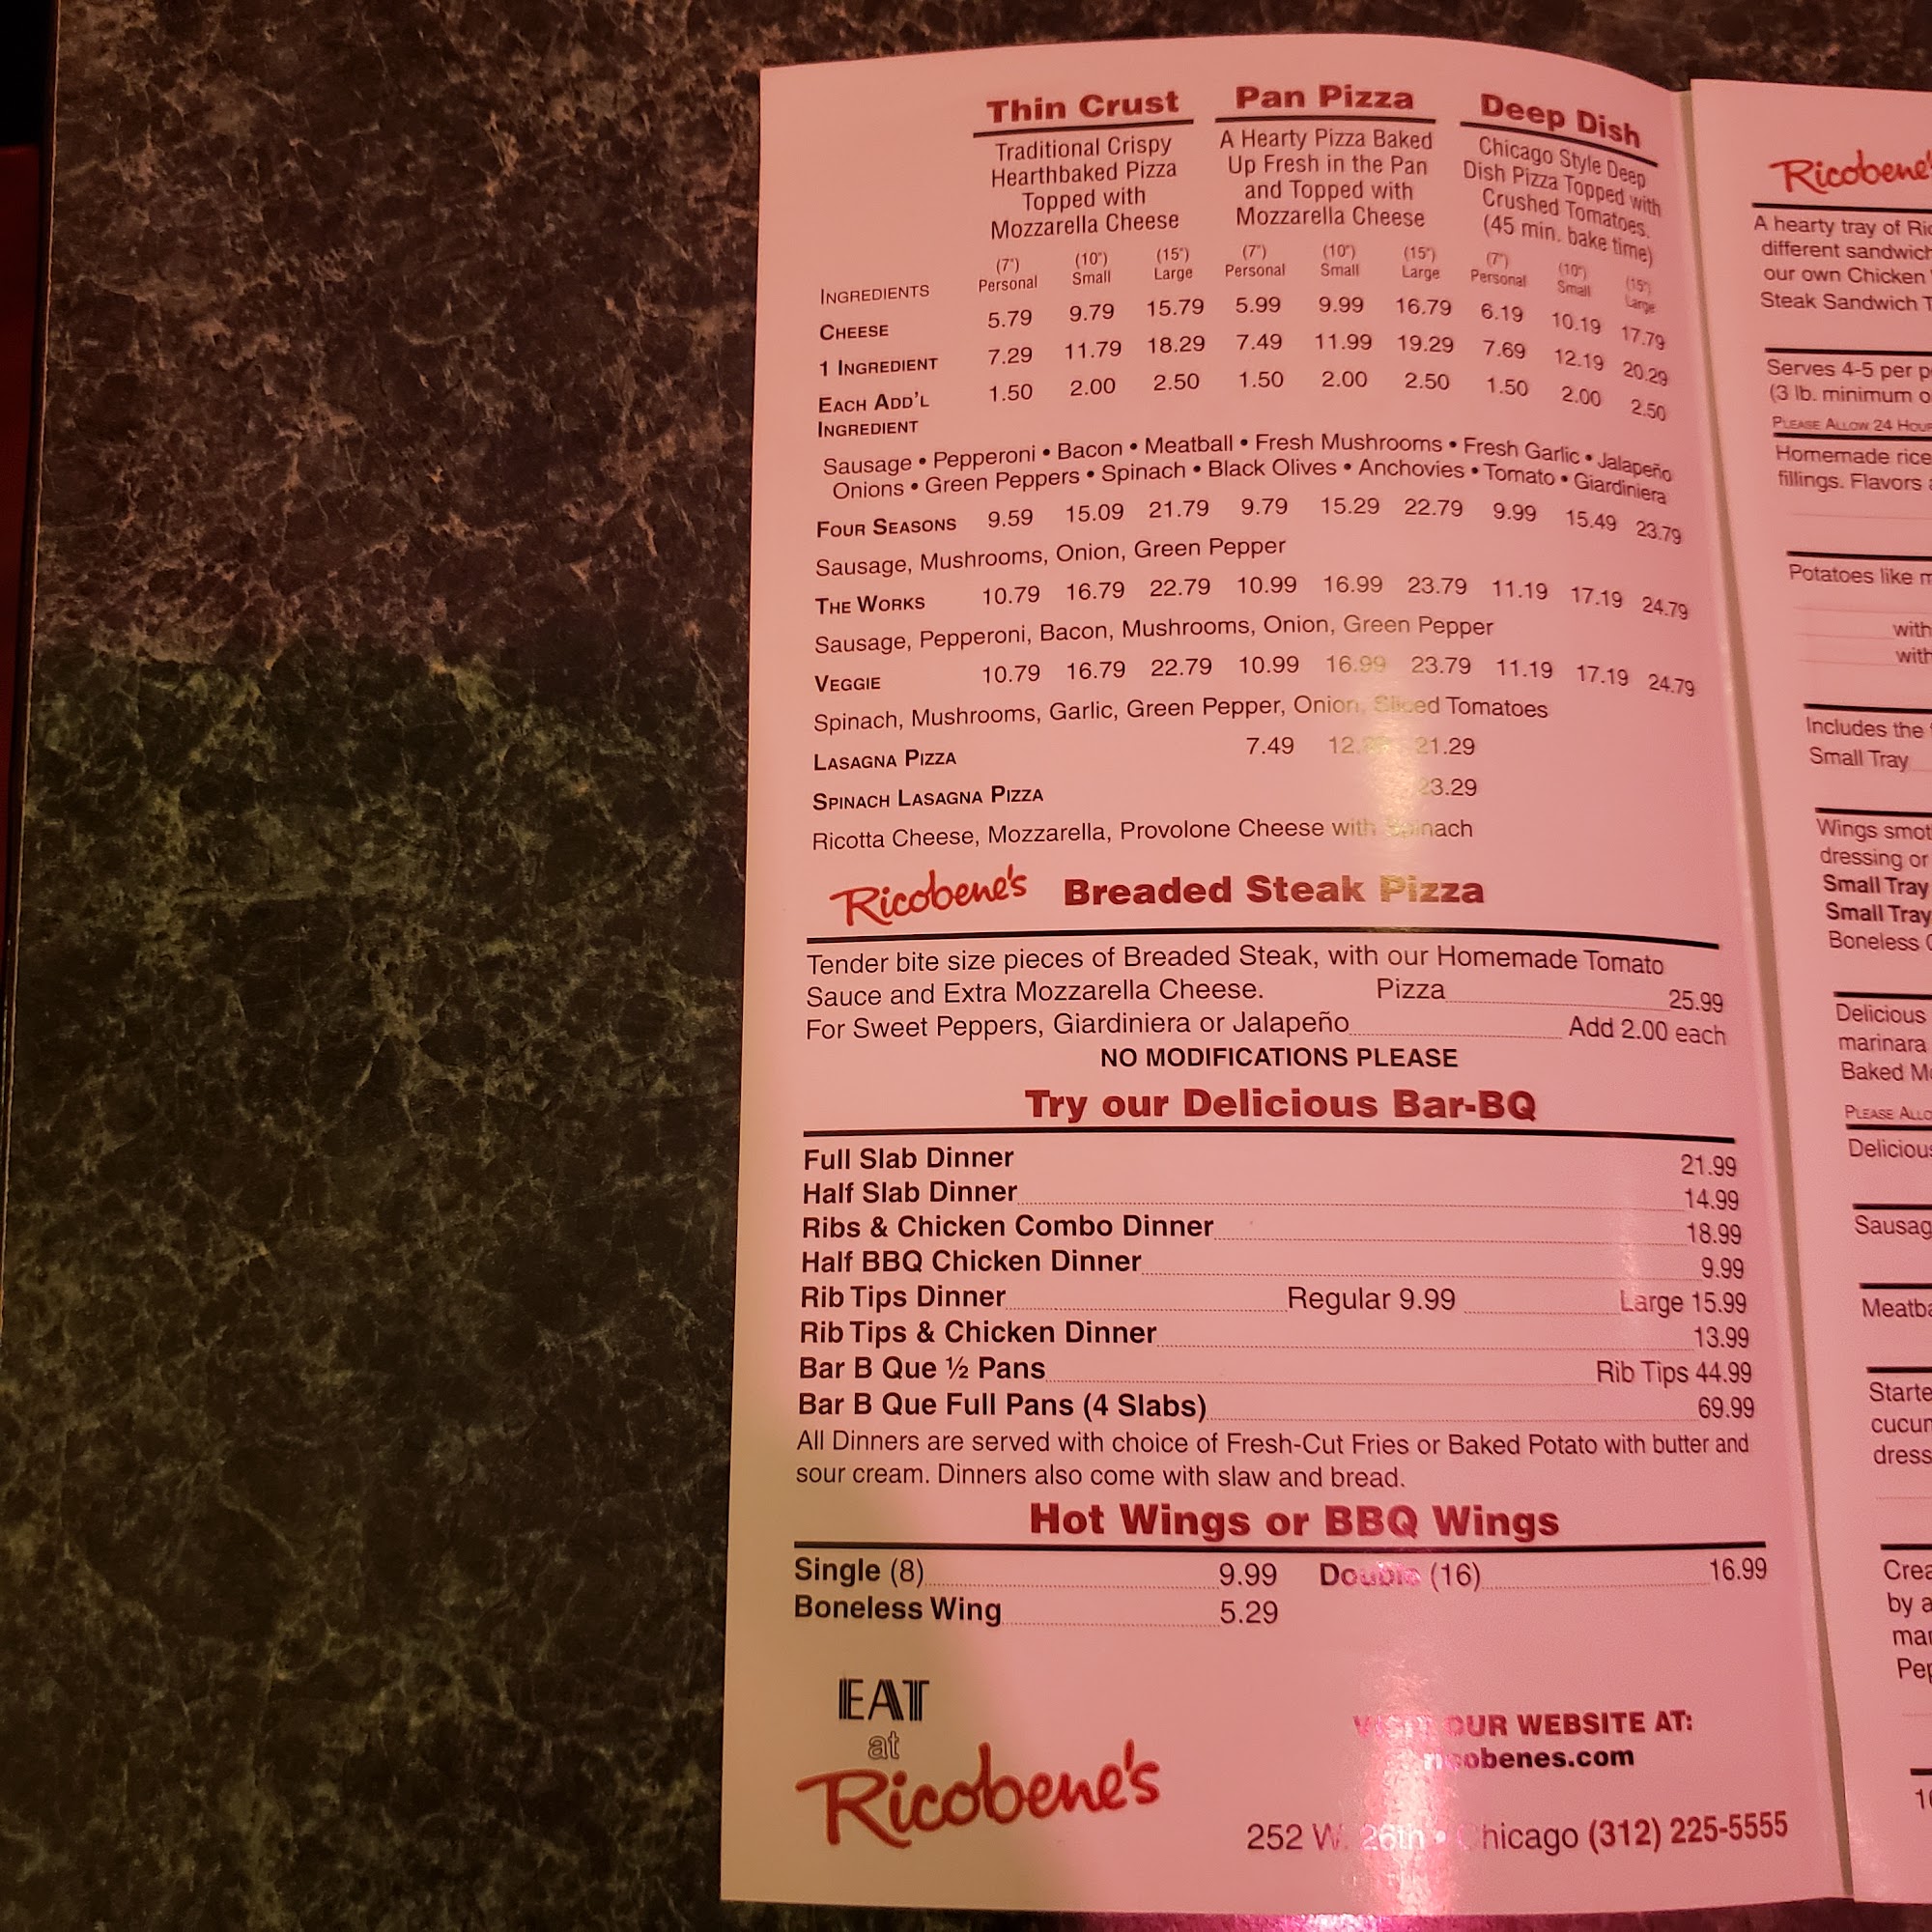 Thin Crust Pan Pizza Deep Dish
Traditional Crispy
Hearthbaked Pizza
Topped with
Mozzarella Cheese
A Hearty Pizza Baked
Up Fresh in the Pan
and Topped with
Mozzarella Cheese
Chicago Style Deep
Dish Pizza Topped with
Crushed Tomatoes.
(45 min. bake time)
(7") (10") (15") (7") (10") (15") (7") (10") (15")
INGREDIENTS Personal Small Large Personal Small Large Personal Small Large
CHEESE 5.79 9.79 15.79 5.99 9.99 16.79 6.19 10.19 17.79
1 INGREDIENT 7.29 11.79 18.29 7.49 11.99 19.29 7.69 12.19 20.29
EACH ADD'L 1.50 2.00 2.50 1.50 2.00 2.50 1.50 2.00 2.50
INGREDIENT
Sausage • Pepperoni • Bacon • Meatball • Fresh Mushrooms • Fresh Garlic • Jalapeño
Onions • Green Peppers • Spinach • Black Olives • Anchovies • Tomato • Giardiniera
FOUR SEASONS 9.59 15.09 21.79 9.79 15.29 22.79 9.99 15.49 23.79
Sausage, Mushrooms, Onion, Green Pepper
THE WORKS 10.79 16.79 22.79 10.99 16.99 23.79 11.19 17.19 24.79
Sausage, Pepperoni, Bacon, Mushrooms, Onion, Green Pepper
VEGGIE 10.79 16.79 22.79 10.99 16.99 23.79 11.19 17.19 24.79
Spinach, Mushrooms, Garlic, Green Pepper, Onion, Sliced Tomatoes
LASAGNA PIZZA 7.49 21.29
SPINACH LASAGNA PIZZA 23.29
Ricotta Cheese, Mozzarella, Provolone Cheese with Spinach
Ricobene's Breaded Steak Pizza
Tender bite size pieces of Breaded Steak, with our Homemade Tomato
Sauce and Extra Mozzarella Cheese. Pizza 25.99
For Sweet Peppers, Giardiniera or Jalapeño Add 2.00 each
NO MODIFICATIONS PLEASE
Try our Delicious Bar-BQ
Full Slab Dinner 21.99
Half Slab Dinner 14.99
Ribs & Chicken Combo Dinner 18.99
Half BBQ Chicken Dinner 9.99
Rib Tips Dinner Regular 9.99 Large 15.99
Rib Tips & Chicken Dinner 13.99
Bar B Que ½ Pans Rib Tips 44.99
Bar B Que Full Pans (4 Slabs) 69.99
All Dinners are served with choice of Fresh-Cut Fries or Baked Potato with butter and
sour cream. Dinners also come with slaw and bread.
Hot Wings or BBQ Wings
Single (8) 9.99 Double (16) 16.99
Boneless Wing 5.29
EAT
at
Ricobene's
VISIT OUR WEBSITE AT:
ricobenes.com
252 W. 26th • Chicago (312) 225-5555
Ricobene's
A hearty tray of
different sandwich
our own Chicken
Steak Sandwich
Serves 4-5 per
(3 lb. minimum
PLEASE ALLOW 24
Homemade rice
fillings. Flavors
Potatoes like
with
with
Includes the
Small Tray
Wings
dressing or
Small Tray
Small Tray
Boneless
Delicious
marinara
Baked
PLEASE
Delicious
by a